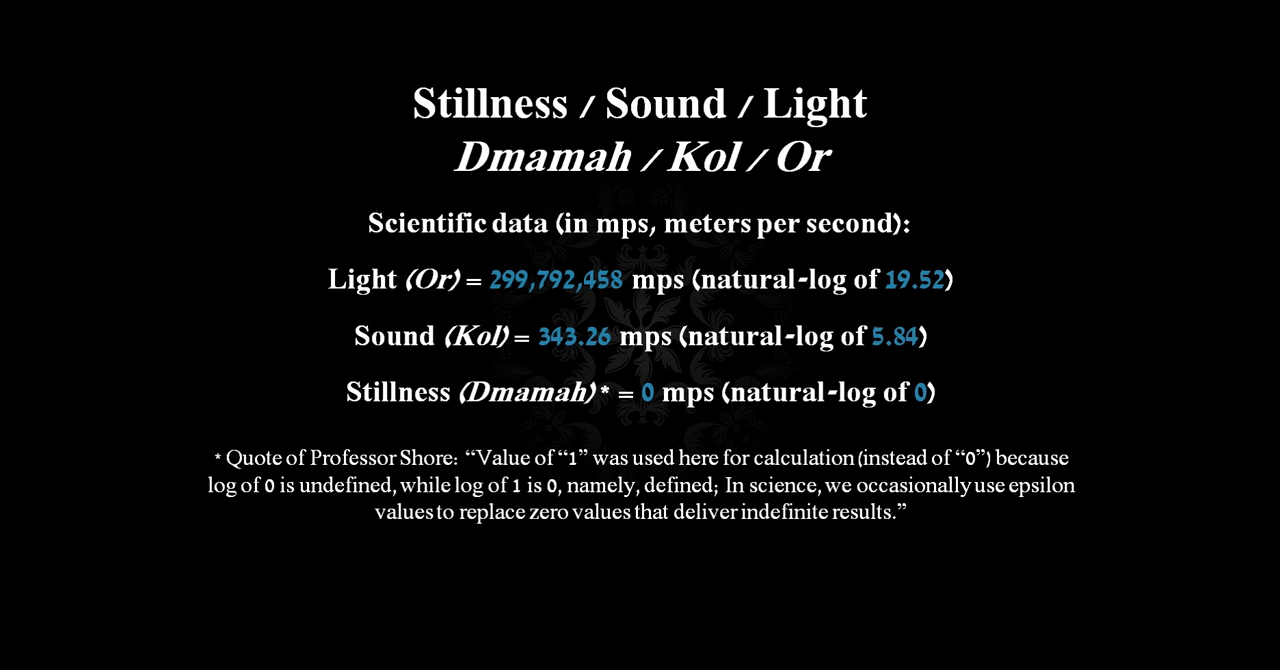 Stillness / Sound / Light
Dmamah / Kol / Or
Scientific data (in mps, meters per second):
Light (Or) = 299,792,458 mps (natural-log of 19.52)
Sound (Kol) = 343.26 mps (natural-log of 5.84)
Stillness (Dmamah) * = 0 mps (natural-log of 0)
* Quote of Professor Shore: “Value of “1” was used here for calculation (instead of “0”) because
log of 0 is undefined, while log of 1 is 0, namely, defined; In science, we occasionally use epsilon
values to replace zero values that deliver indefinite results.”